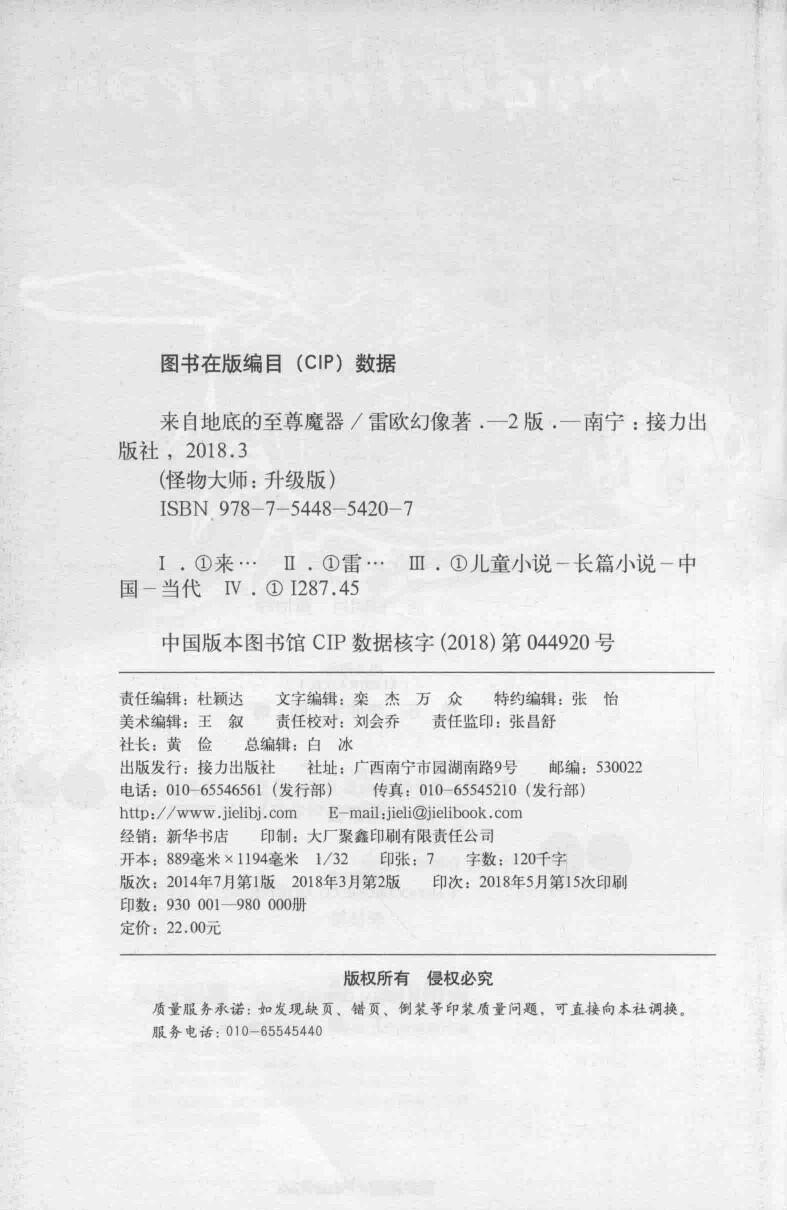 图书在版编目（CIP）数据
来自地底的至尊魔器 / 雷欧幻像著 .—2 版 .—南宁 : 接力出
版社 , 2018.3
(怪物大师：升级版)
ISBN 978-7-5448-5420-7
Ⅰ . ①来… Ⅱ . ①雷… Ⅲ . ①儿童小说－长篇小说－中
国－当代 Ⅳ . ① I287.45
中国版本图书馆 CIP 数据核字 (2018) 第 044920 号
责任编辑：杜颖达 文字编辑：栾 杰 万 众 特约编辑：张 怡
美术编辑：王 叙 责任校对：刘会乔 责任监印：张昌舒
社长：黄 俭 总编辑：白 冰
出版发行：接力出版社 社址：广西南宁市园湖南路9号 邮编：530022
电话：010-65546561（发行部） 传真：010-65545210（发行部）
http://www.jielibj.com E-mail:jieli@jielibook.com
经销：新华书店 印制：大厂聚鑫印刷有限责任公司
开本：889毫米×1194毫米 1/32 印张：7 字数：120千字
版次：2014年7月第1版 2018年3月第2版 印次：2018年5月第15次印刷
印数：930 001—980 000册
定价：22.00元
版权所有 侵权必究
质量服务承诺：如发现缺页、错页、倒装等印装质量问题，可直接向本社调换。
服务电话：010-65545440